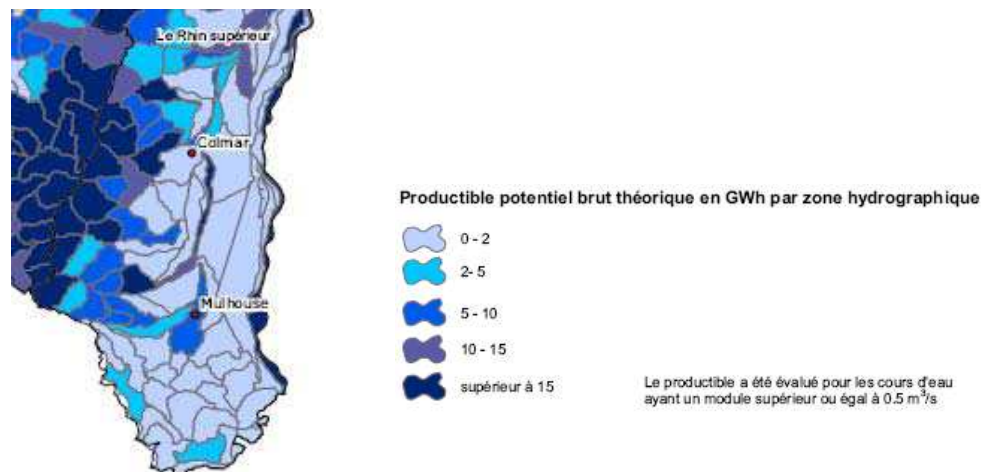 Le Rhin supérieur
Colmar
Mulhouse
Productible potentiel brut théorique en GWh par zone hydrographique
0 - 2
2- 5
5 - 10
10 - 15
supérieur à 15
Le productible a été évalué pour les cours d'eau
ayant un module supérieur ou égal à 0.5 m³/s